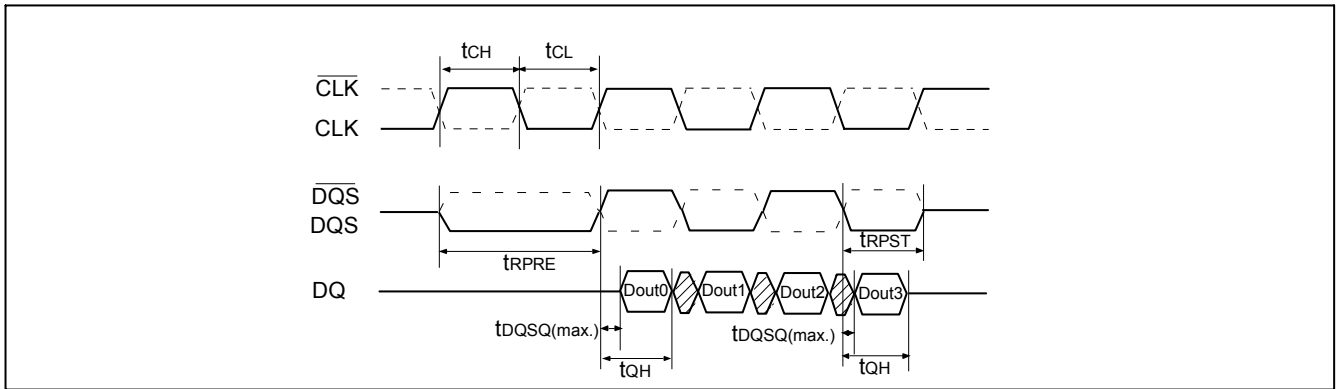 tCH tCL
CLK
CLK
DQS
DQS
tRPRE
tRPST
DQ
Dout0 Dout1 Dout2 Dout3
tDQSQ(max.) tDQSQ(max.)
tQH tQH